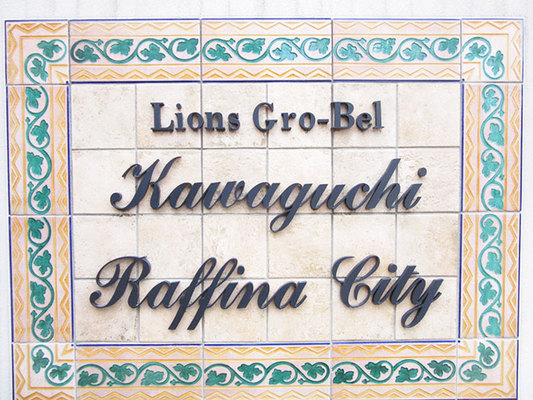 Lions Gro-Bel
Kawaguchi
Raffina City